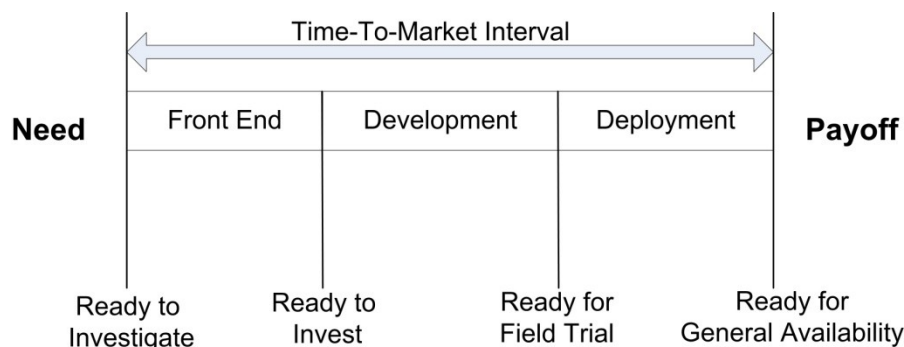 Time-To-Market Interval
Need
Front End
Development
Deployment
Payoff
Ready to
Investigate
Ready to
Invest
Ready for
Field Trial
Ready for
General Availability